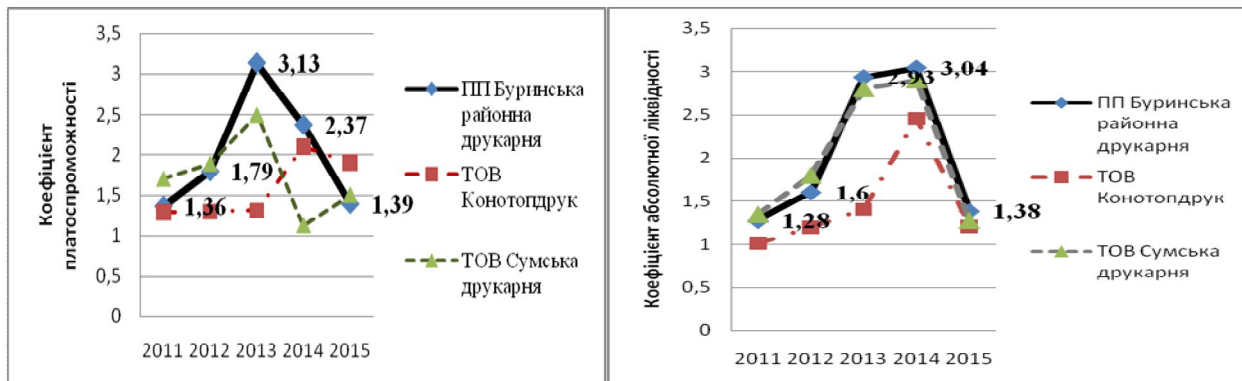 Коефіцієнт
платоспроможності
3,5
3
2,5
2
1,5
1
0,5
0
3,13
2,37
1,79
1,36
1,39
2011 2012 2013 2014 2015
ПП Буринська
районна
друкарня
ТОВ
Конотопдрук
ТОВ Сумська
друкарня
Коефіцієнт абсолютної ліквідності
3,5
3
2,5
2
1,5
1
0,5
0
3,04
2,93
1,6
1,28
1,38
2011 2012 2013 2014 2015
ПП Буринська
районна
друкарня
ТОВ
Конотопдрук
ТОВ Сумська
друкарня